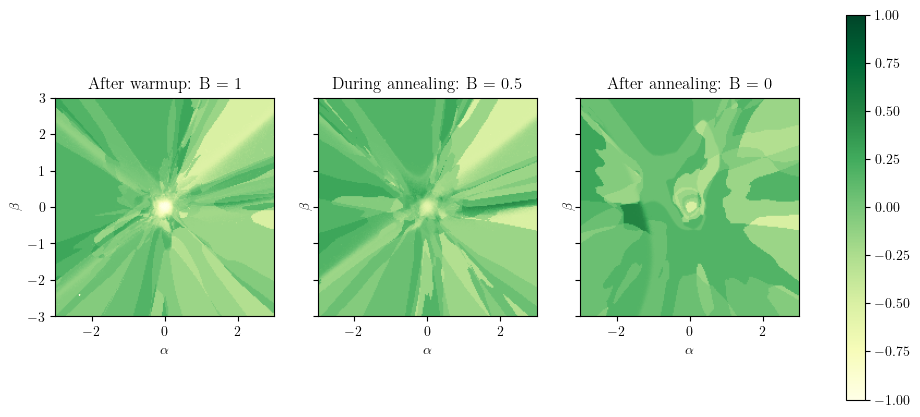 After warmup: B = 1
During annealing: B = 0.5
After annealing: B = 0
3
2
1
0
−1
−2
−3
β
β
β
−2 0 2
−2 0 2
−2 0 2
α
α
α
1.00
0.75
0.50
0.25
0.00
−0.25
−0.50
−0.75
−1.00